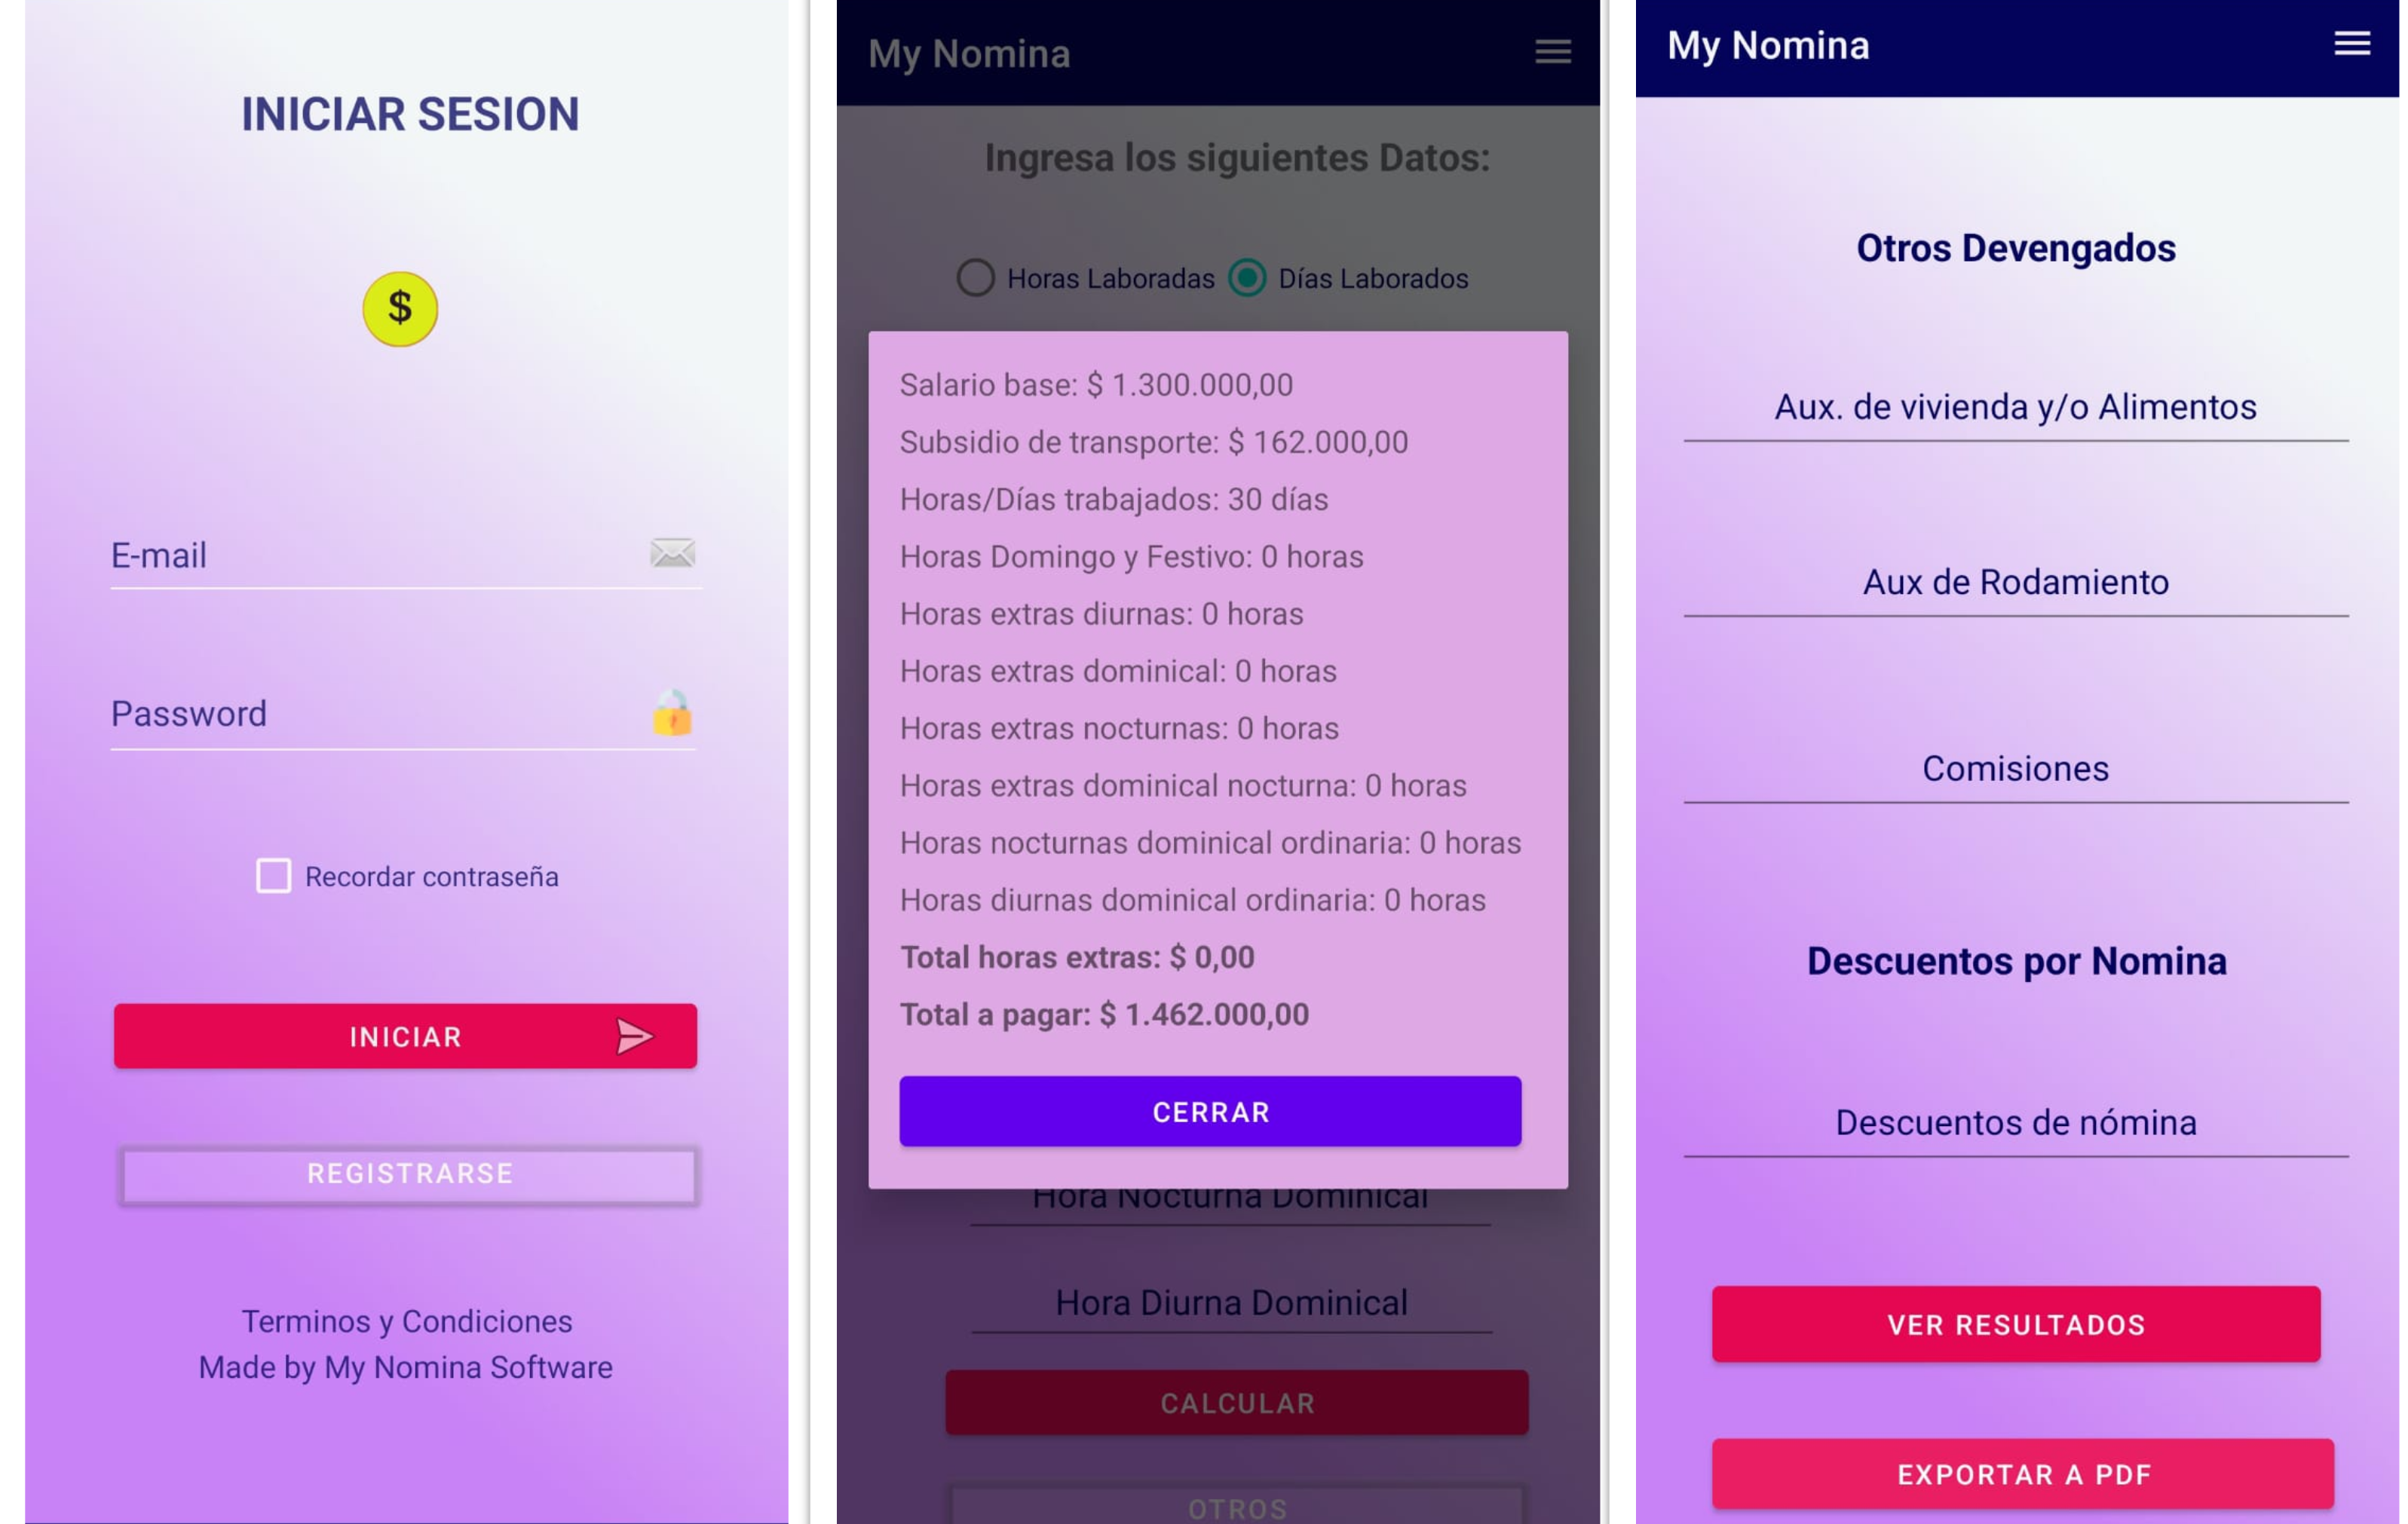 INICIAR SESION
$
E-mail
Password
Recordar contraseña
INICIAR
REGISTRARSE
Terminos y Condiciones
Made by My Nomina Software
My Nomina
Ingresa los siguientes Datos:
Horas Laboradas
Días Laborados
Salario base: $ 1.300.000,00
Subsidio de transporte: $ 162.000,00
Horas/Días trabajados: 30 días
Horas Domingo y Festivo: 0 horas
Horas extras diurnas: 0 horas
Horas extras dominical: 0 horas
Horas extras nocturnas: 0 horas
Horas extras dominical nocturna: 0 horas
Horas nocturnas dominical ordinaria: 0 horas
Horas diurnas dominical ordinaria: 0 horas
Total horas extras: $ 0,00
Total a pagar: $ 1.462.000,00
CERRAR
Hora Nocturna Dominical
Hora Diurna Dominical
CALCULAR
OTROS
My Nomina
Otros Devengados
Aux. de vivienda y/o Alimentos
Aux de Rodamiento
Comisiones
Descuentos por Nomina
Descuentos de nómina
VER RESULTADOS
EXPORTAR A PDF